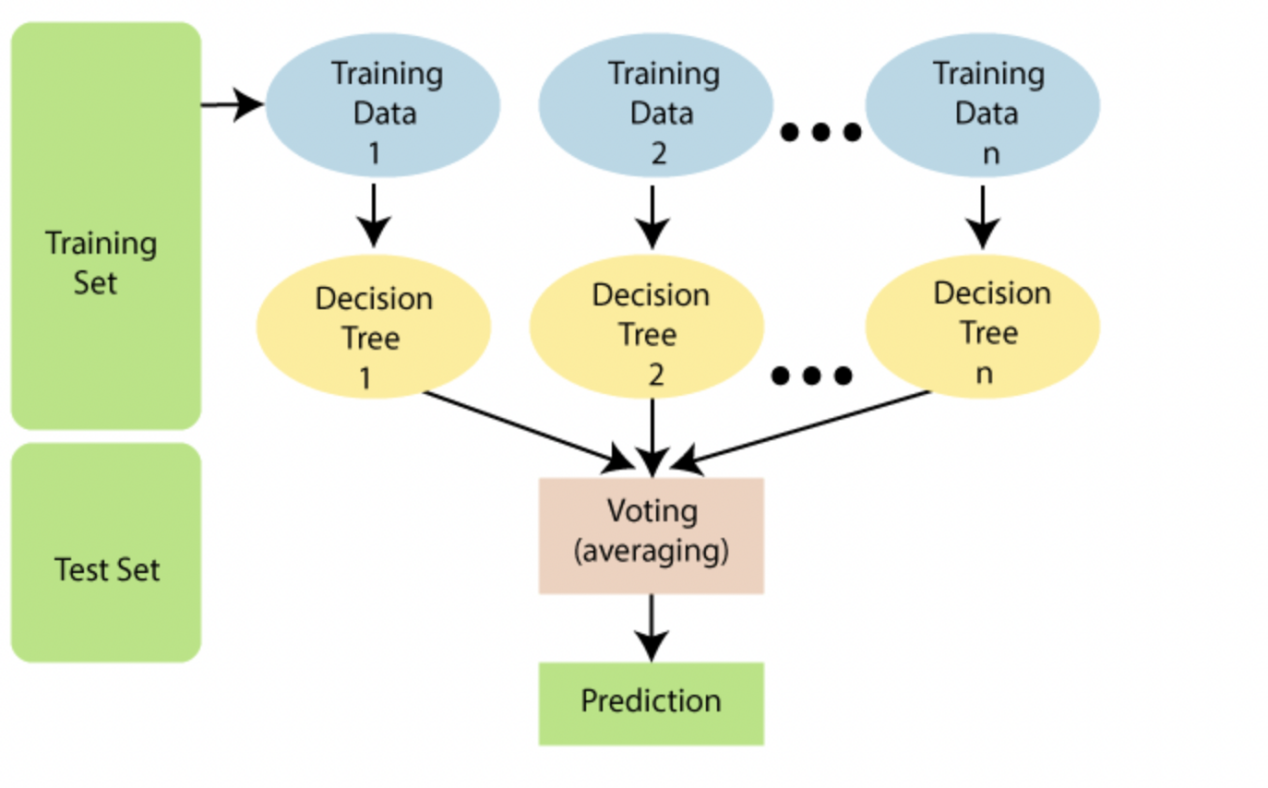 Training
Set
Test Set
Training
Data
1
Training
Data
2
Training
Data
n
Decision
Tree
1
Decision
Tree
2
Decision
Tree
n
Voting
(averaging)
Prediction